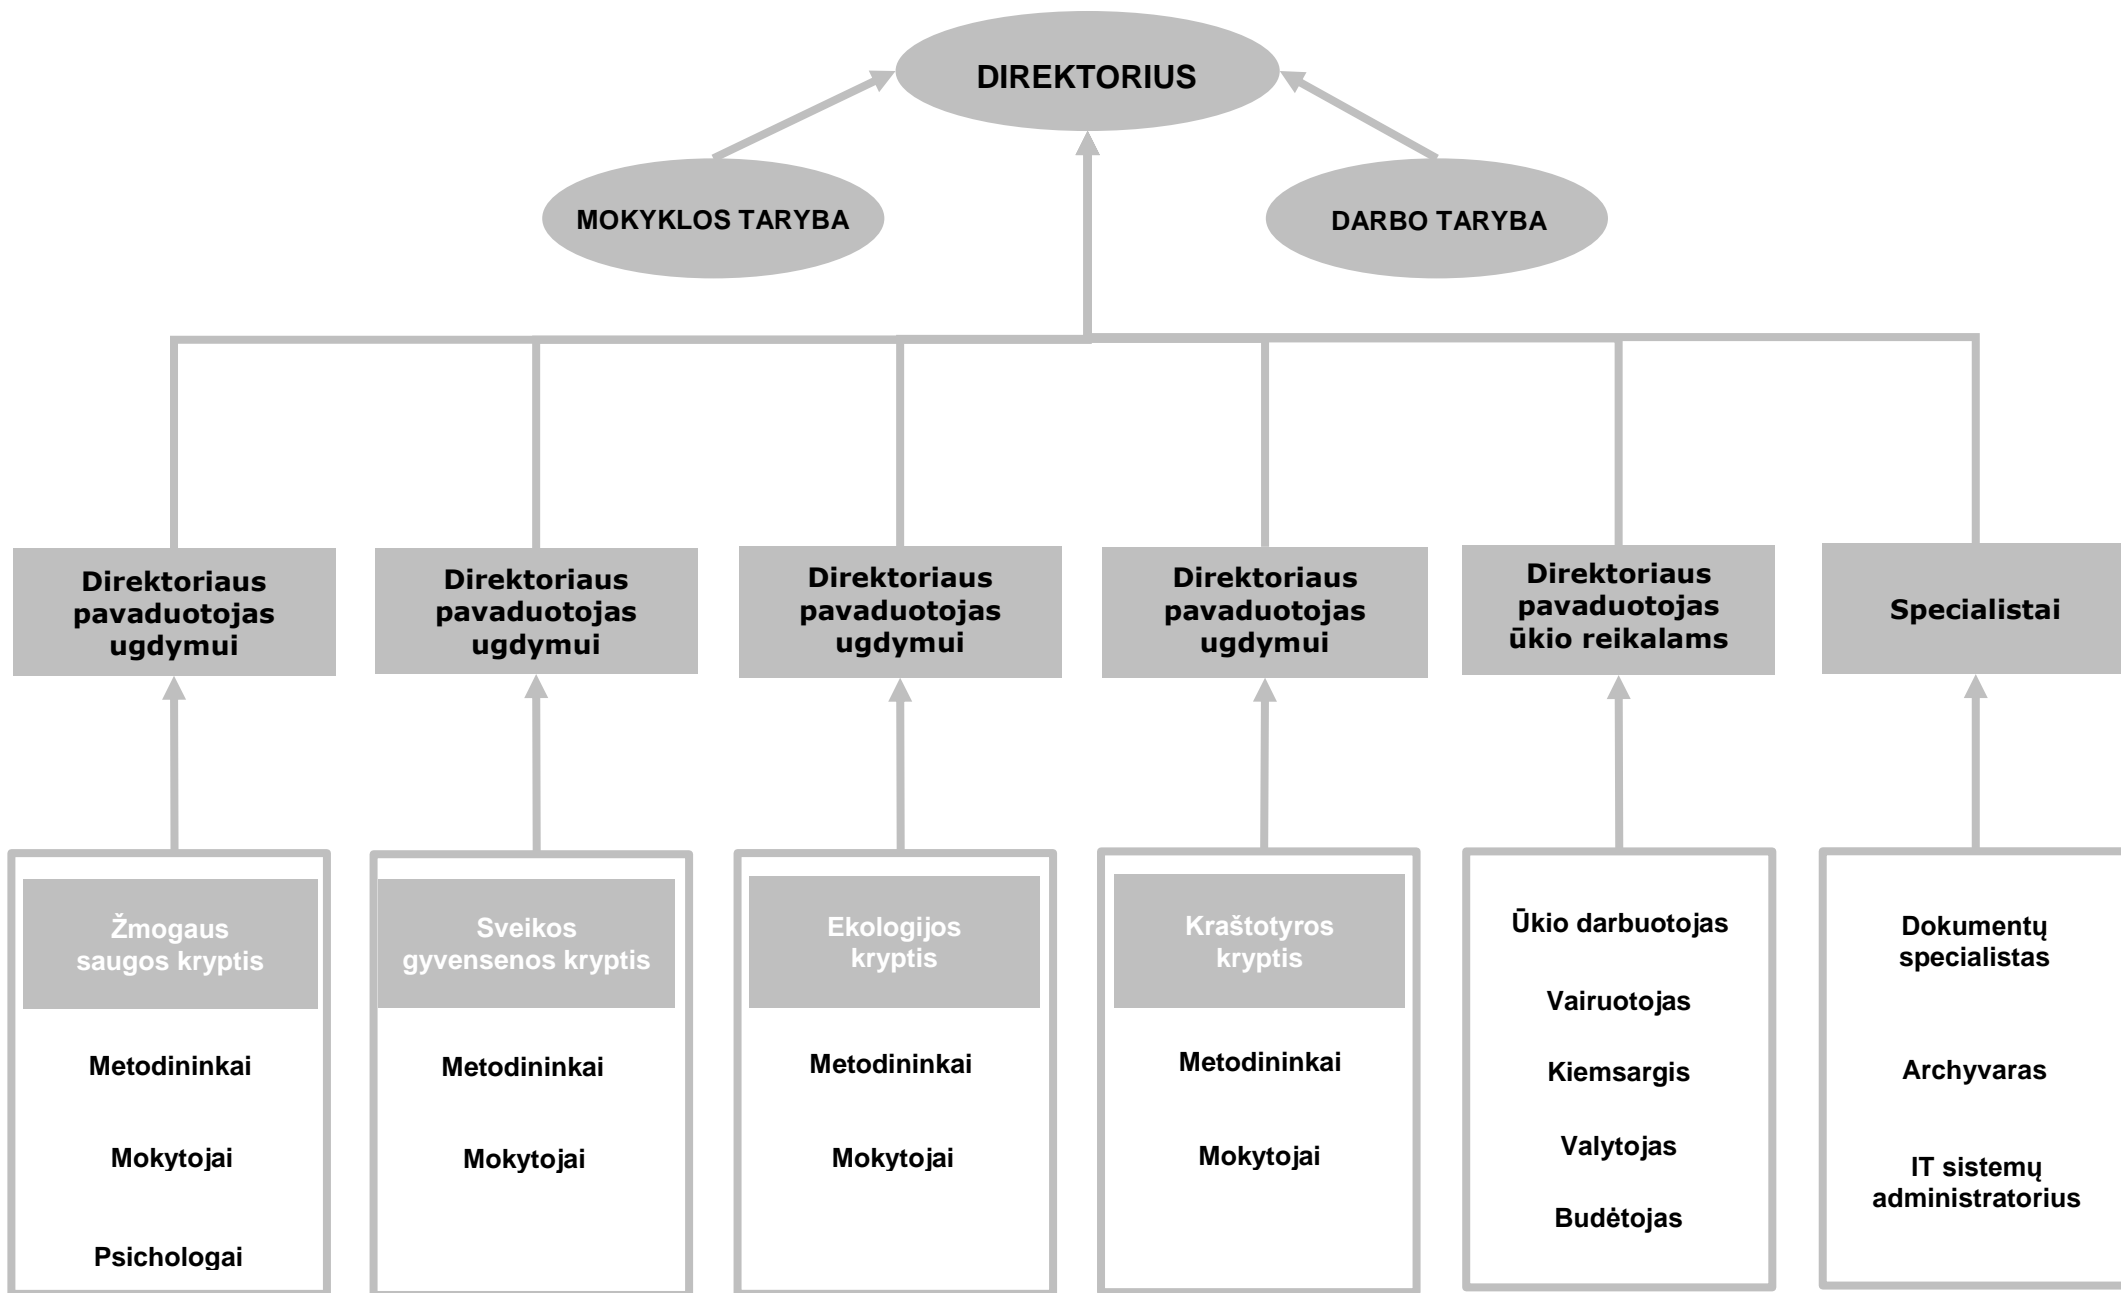 DIREKTORIUS
MOKYKLOS TARYBA
DARBO TARYBA
Direktoriaus
pavaduotojas
ugdymui
Direktoriaus
pavaduotojas
ugdymui
Direktoriaus
pavaduotojas
ugdymui
Direktoriaus
pavaduotojas
ugdymui
Direktoriaus
pavaduotojas
ūkio reikalams
Specialistai
Žmogaus
saugos kryptis
Metodininkai
Mokytojai
Psichologai
Sveikos
gyvensenos kryptis
Metodininkai
Mokytojai
Ekologijos
kryptis
Metodininkai
Mokytojai
Kraštotyros
kryptis
Metodininkai
Mokytojai
Ūkio darbuotojas
Vairuotojas
Kiemsargis
Valytojas
Budėtojas
Dokumentų
specialistas
Archyvaras
IT sistemų
administratorius